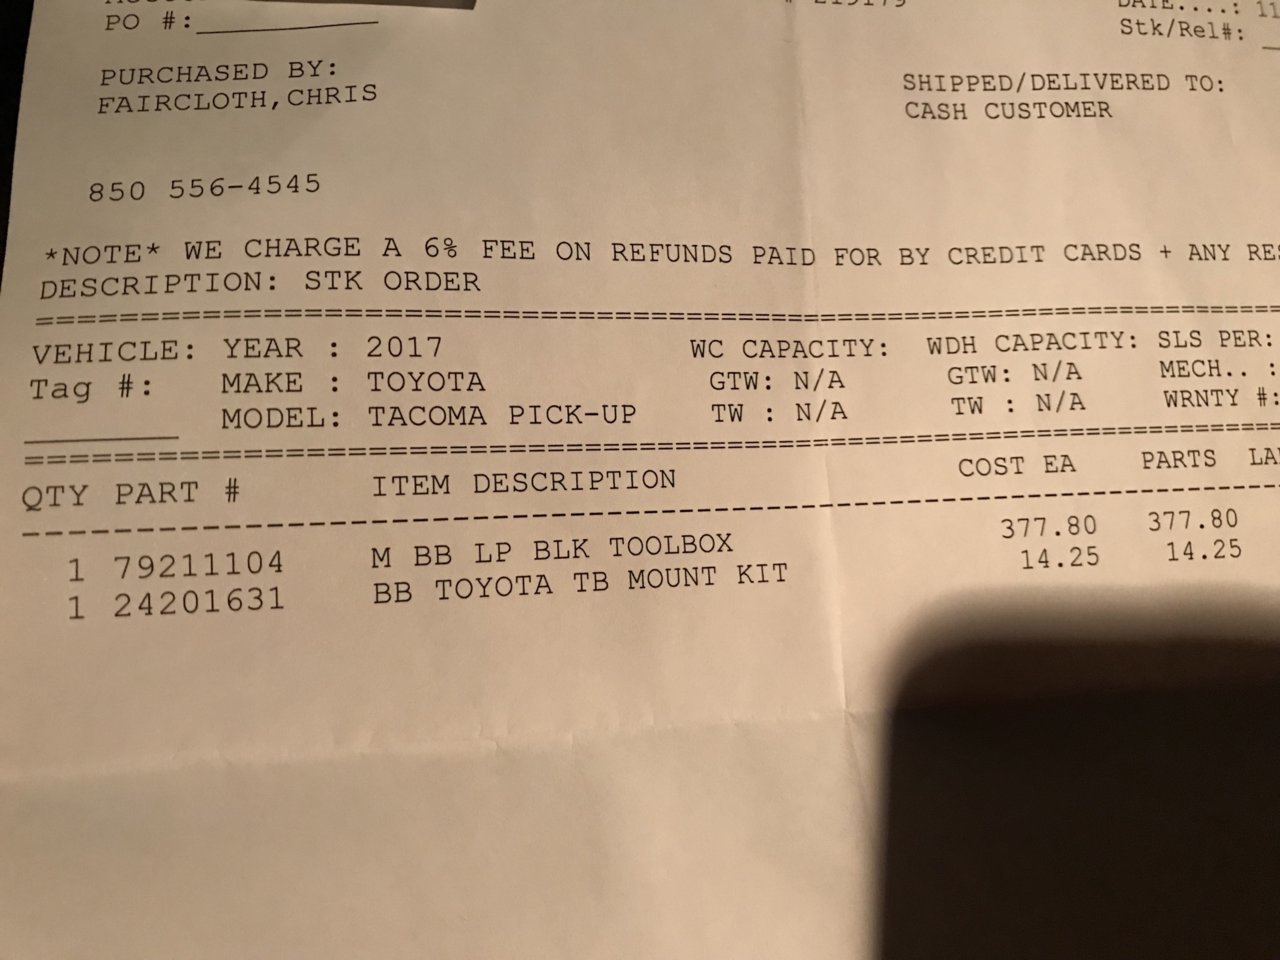 PO #:
DATE....: 11
Stk/Rel#:
PURCHASED BY:
FAIRCLOTH,CHRIS
SHIPPED/DELIVERED TO:
CASH CUSTOMER
850 556-4545
*NOTE* WE CHARGE A 6% FEE ON REFUNDS PAID FOR BY CREDIT CARDS + ANY RES
DESCRIPTION: STK ORDER
VEHICLE: YEAR : 2017 WC CAPACITY: WDH CAPACITY: SLS PER:
Tag #: MAKE : TOYOTA GTW: N/A GTW: N/A MECH.. :
MODEL: TACOMA PICK-UP TW : N/A TW : N/A WRNTY #:
QTY PART # ITEM DESCRIPTION COST EA PARTS LA
1 79211104 M BB LP BLK TOOLBOX 377.80 377.80
1 24201631 BB TOYOTA TB MOUNT KIT 14.25 14.25